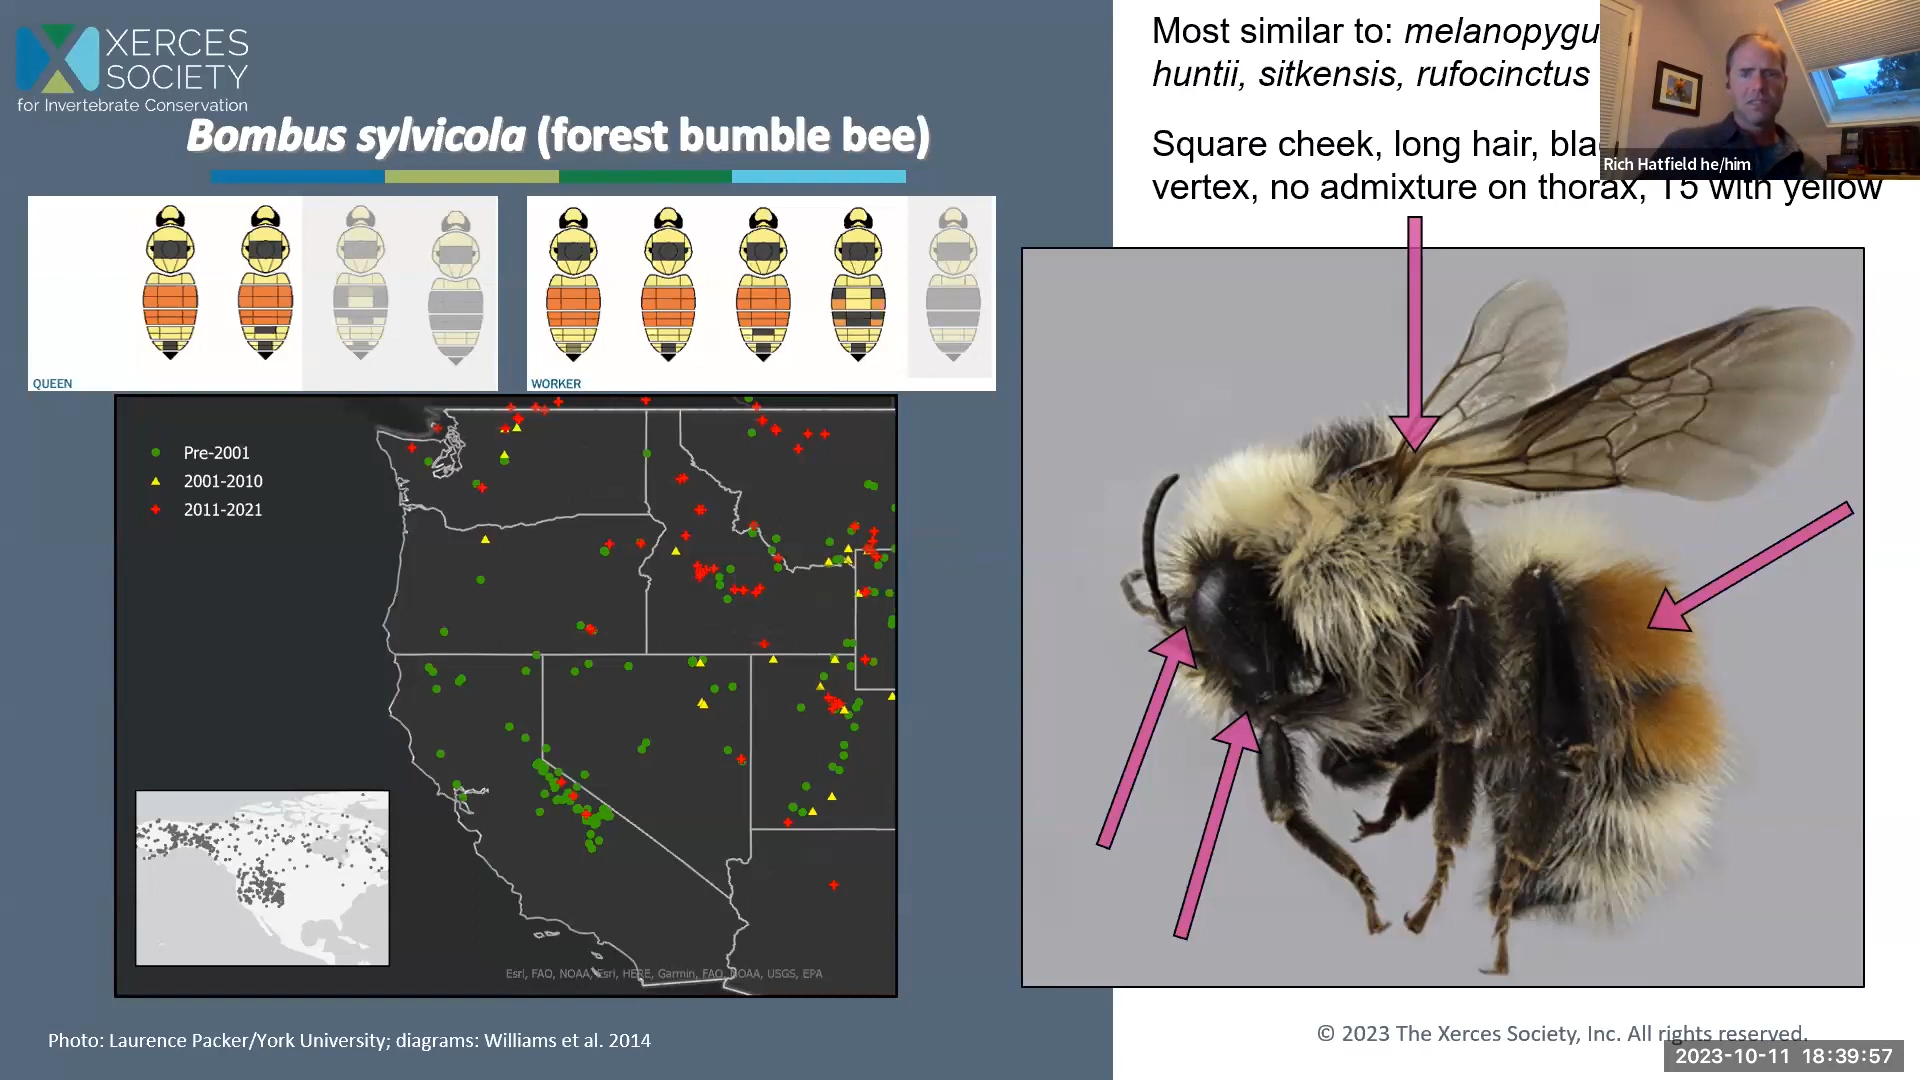 XERCES
SOCIETY
for Invertebrate Conservation
Bombus sylvicola (forest bumble bee)
QUEEN
WORKER
Pre-2001
2001-2010
2011-2021
Esri, FAO, NOAA, Esri, HERE, Garmin, FAO, NOAA, USGS, EPA
Photo: Laurence Packer/York University; diagrams: Williams et al. 2014
Most similar to: melanopygu
huntii, sitkensis, rufocinctus
Square cheek, long hair, bla
vertex, no admixture on thorax, T5 with yellow
Rich Hatfield he/him
© 2023 The Xerces Society, Inc. All rights reserved.
2023-10-11 18:39:57